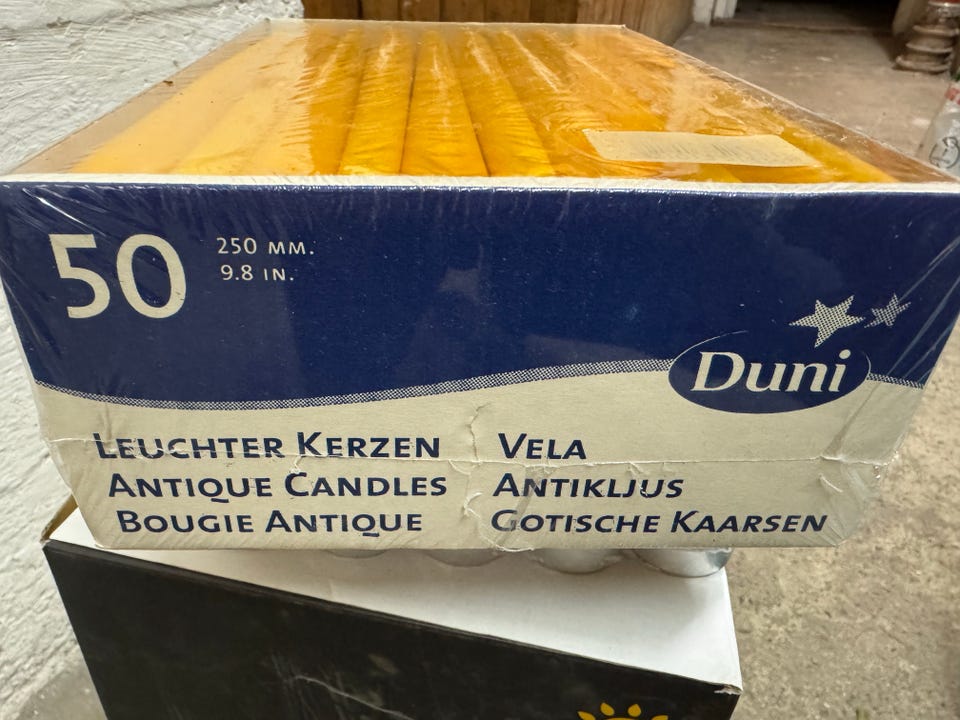 50
250 MM.
9.8 IN.
Duni
LEUCHTER KERZEN
ANTIQUE CANDLES
BOUGIE ANTIQUE
VELA
ANTIKLJUS
GOTISCHE KAARSEN